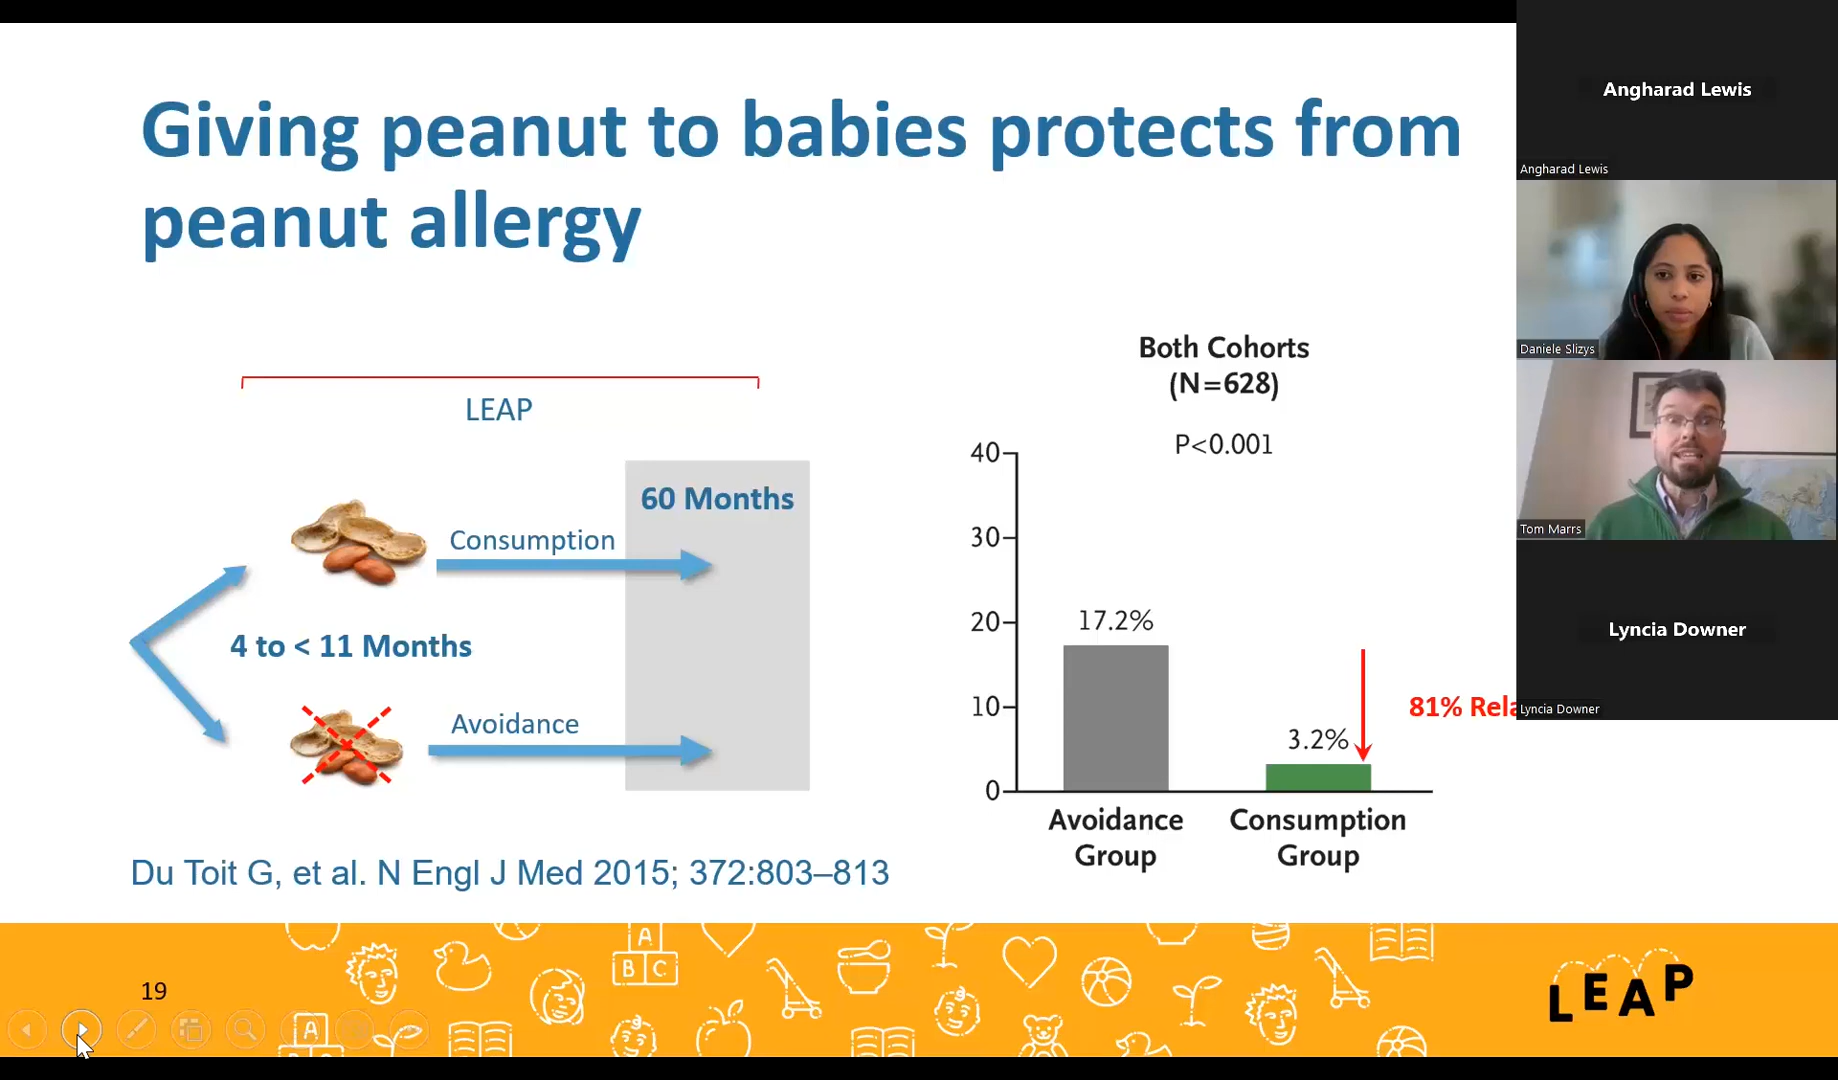 Giving peanut to babies protects from
peanut allergy
LEAP
60 Months
Consumption
4 to < 11 Months
Avoidance
Both Cohorts
(N=628)
P<0.001
40
30
20
10
0
17.2%
3.2%
81%
Avoidance
Group
Consumption
Group
Du Toit G, et al. N Engl J Med 2015; 372:803–813
19
A
B C
A
LEAP
Angharad Lewis
Angharad Lewis
Daniele Slizys
Tom Marrs
Lyncia Downer
Lyncia Downer